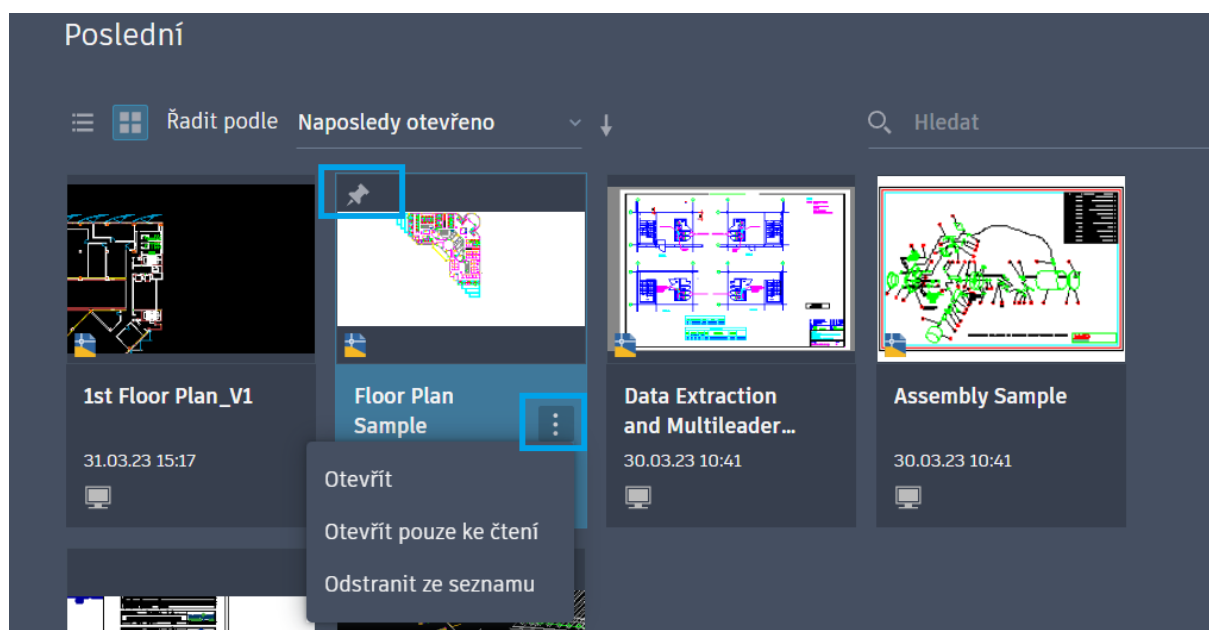 Poslední
Řadit podle Naposledy otevřeno
Hledat
1st Floor Plan_V1
31.03.23 15:17
Floor Plan
Sample
Data Extraction
and Multileader…
30.03.23 10:41
Assembly Sample
30.03.23 10:41
Otevřít
Otevřít pouze ke čtení
Odstranit ze seznamu